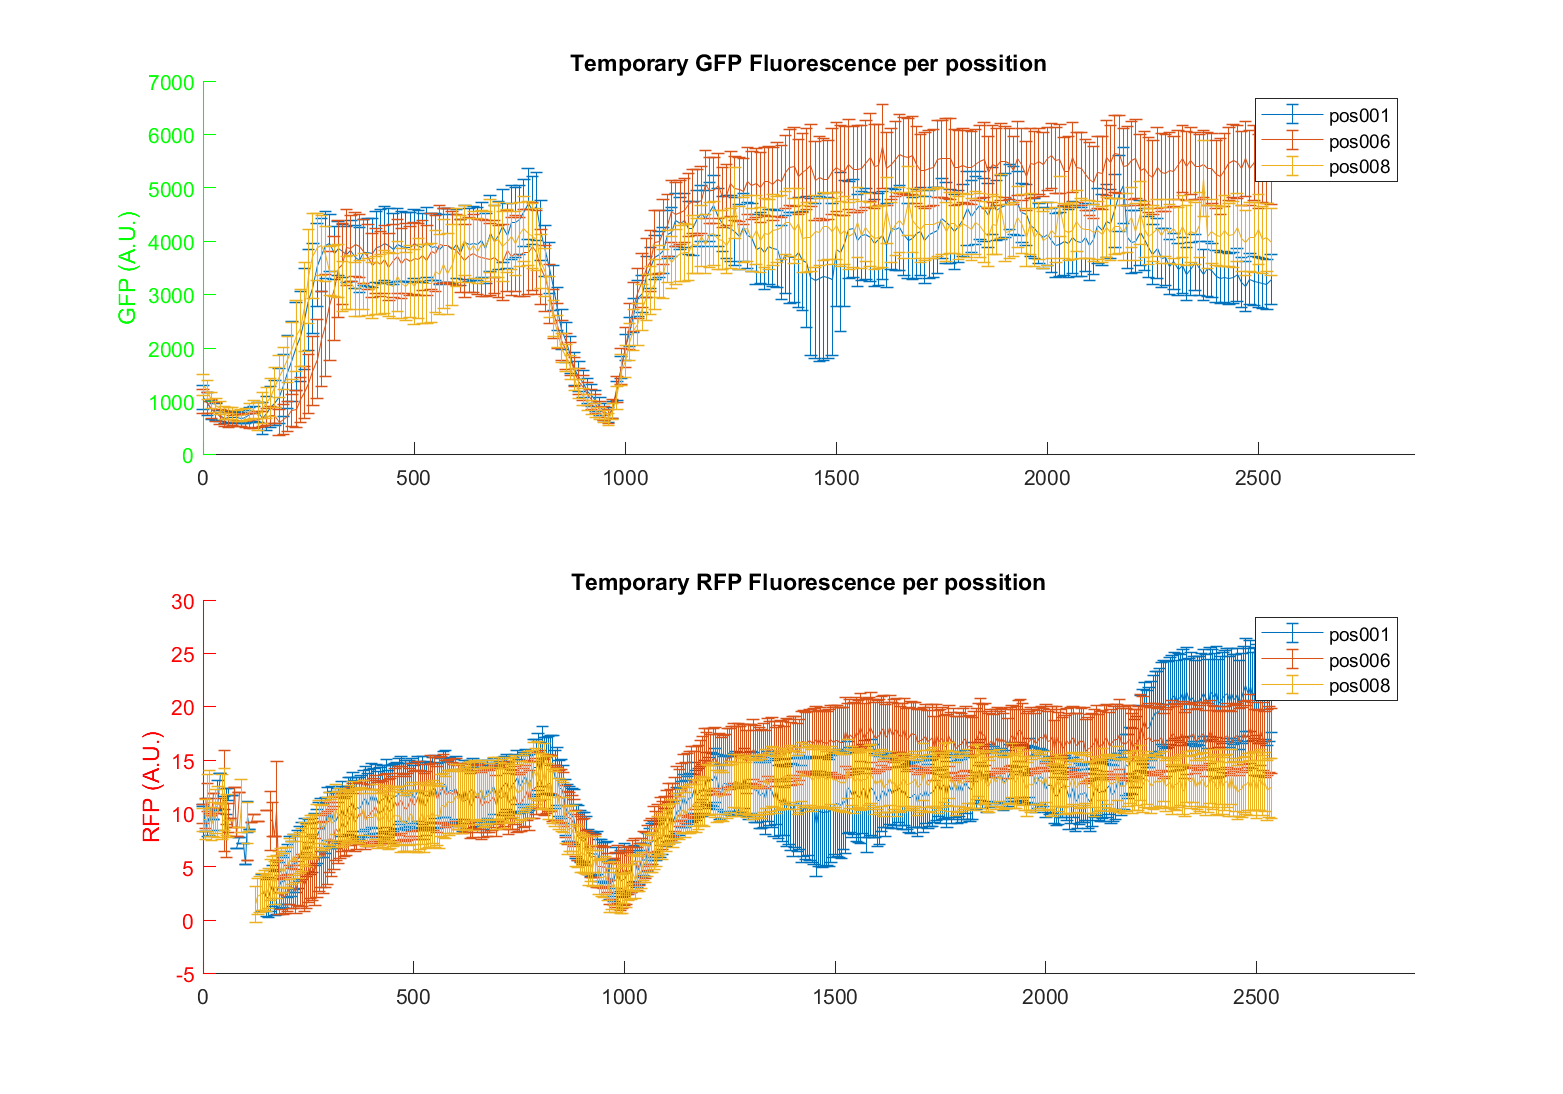 Temporary GFP Fluorescence per possition
GFP (A.U.)
7000
6000
5000
4000
3000
2000
1000
0
0 500 1000 1500 2000 2500
pos001
pos006
pos008
Temporary RFP Fluorescence per possition
RFP (A.U.)
30
25
20
15
10
5
0
-5
0 500 1000 1500 2000 2500
pos001
pos006
pos008